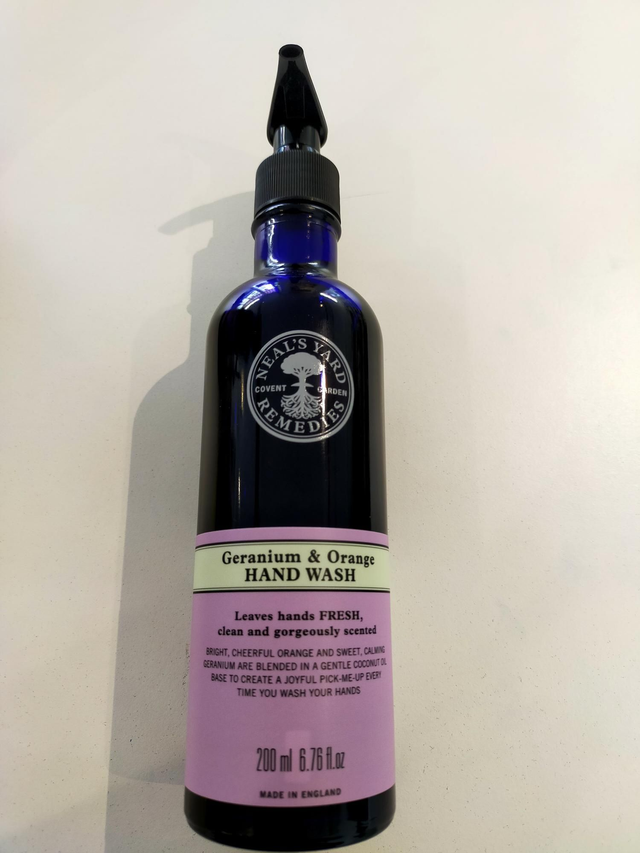 NEAL'S YARD
COVENT GARDEN
REMEDIES
Geranium & Orange
HAND WASH
Leaves hands FRESH,
clean and gorgeously scented
BRIGHT, CHEERFUL ORANGE AND SWEET, CALMING
GERANIUM ARE BLENDED IN A GENTLE COCONUT OIL
BASE TO CREATE A JOYFUL PICK-ME-UP EVERY
TIME YOU WASH YOUR HANDS
200 ml 6.76 fl.oz
MADE IN ENGLAND